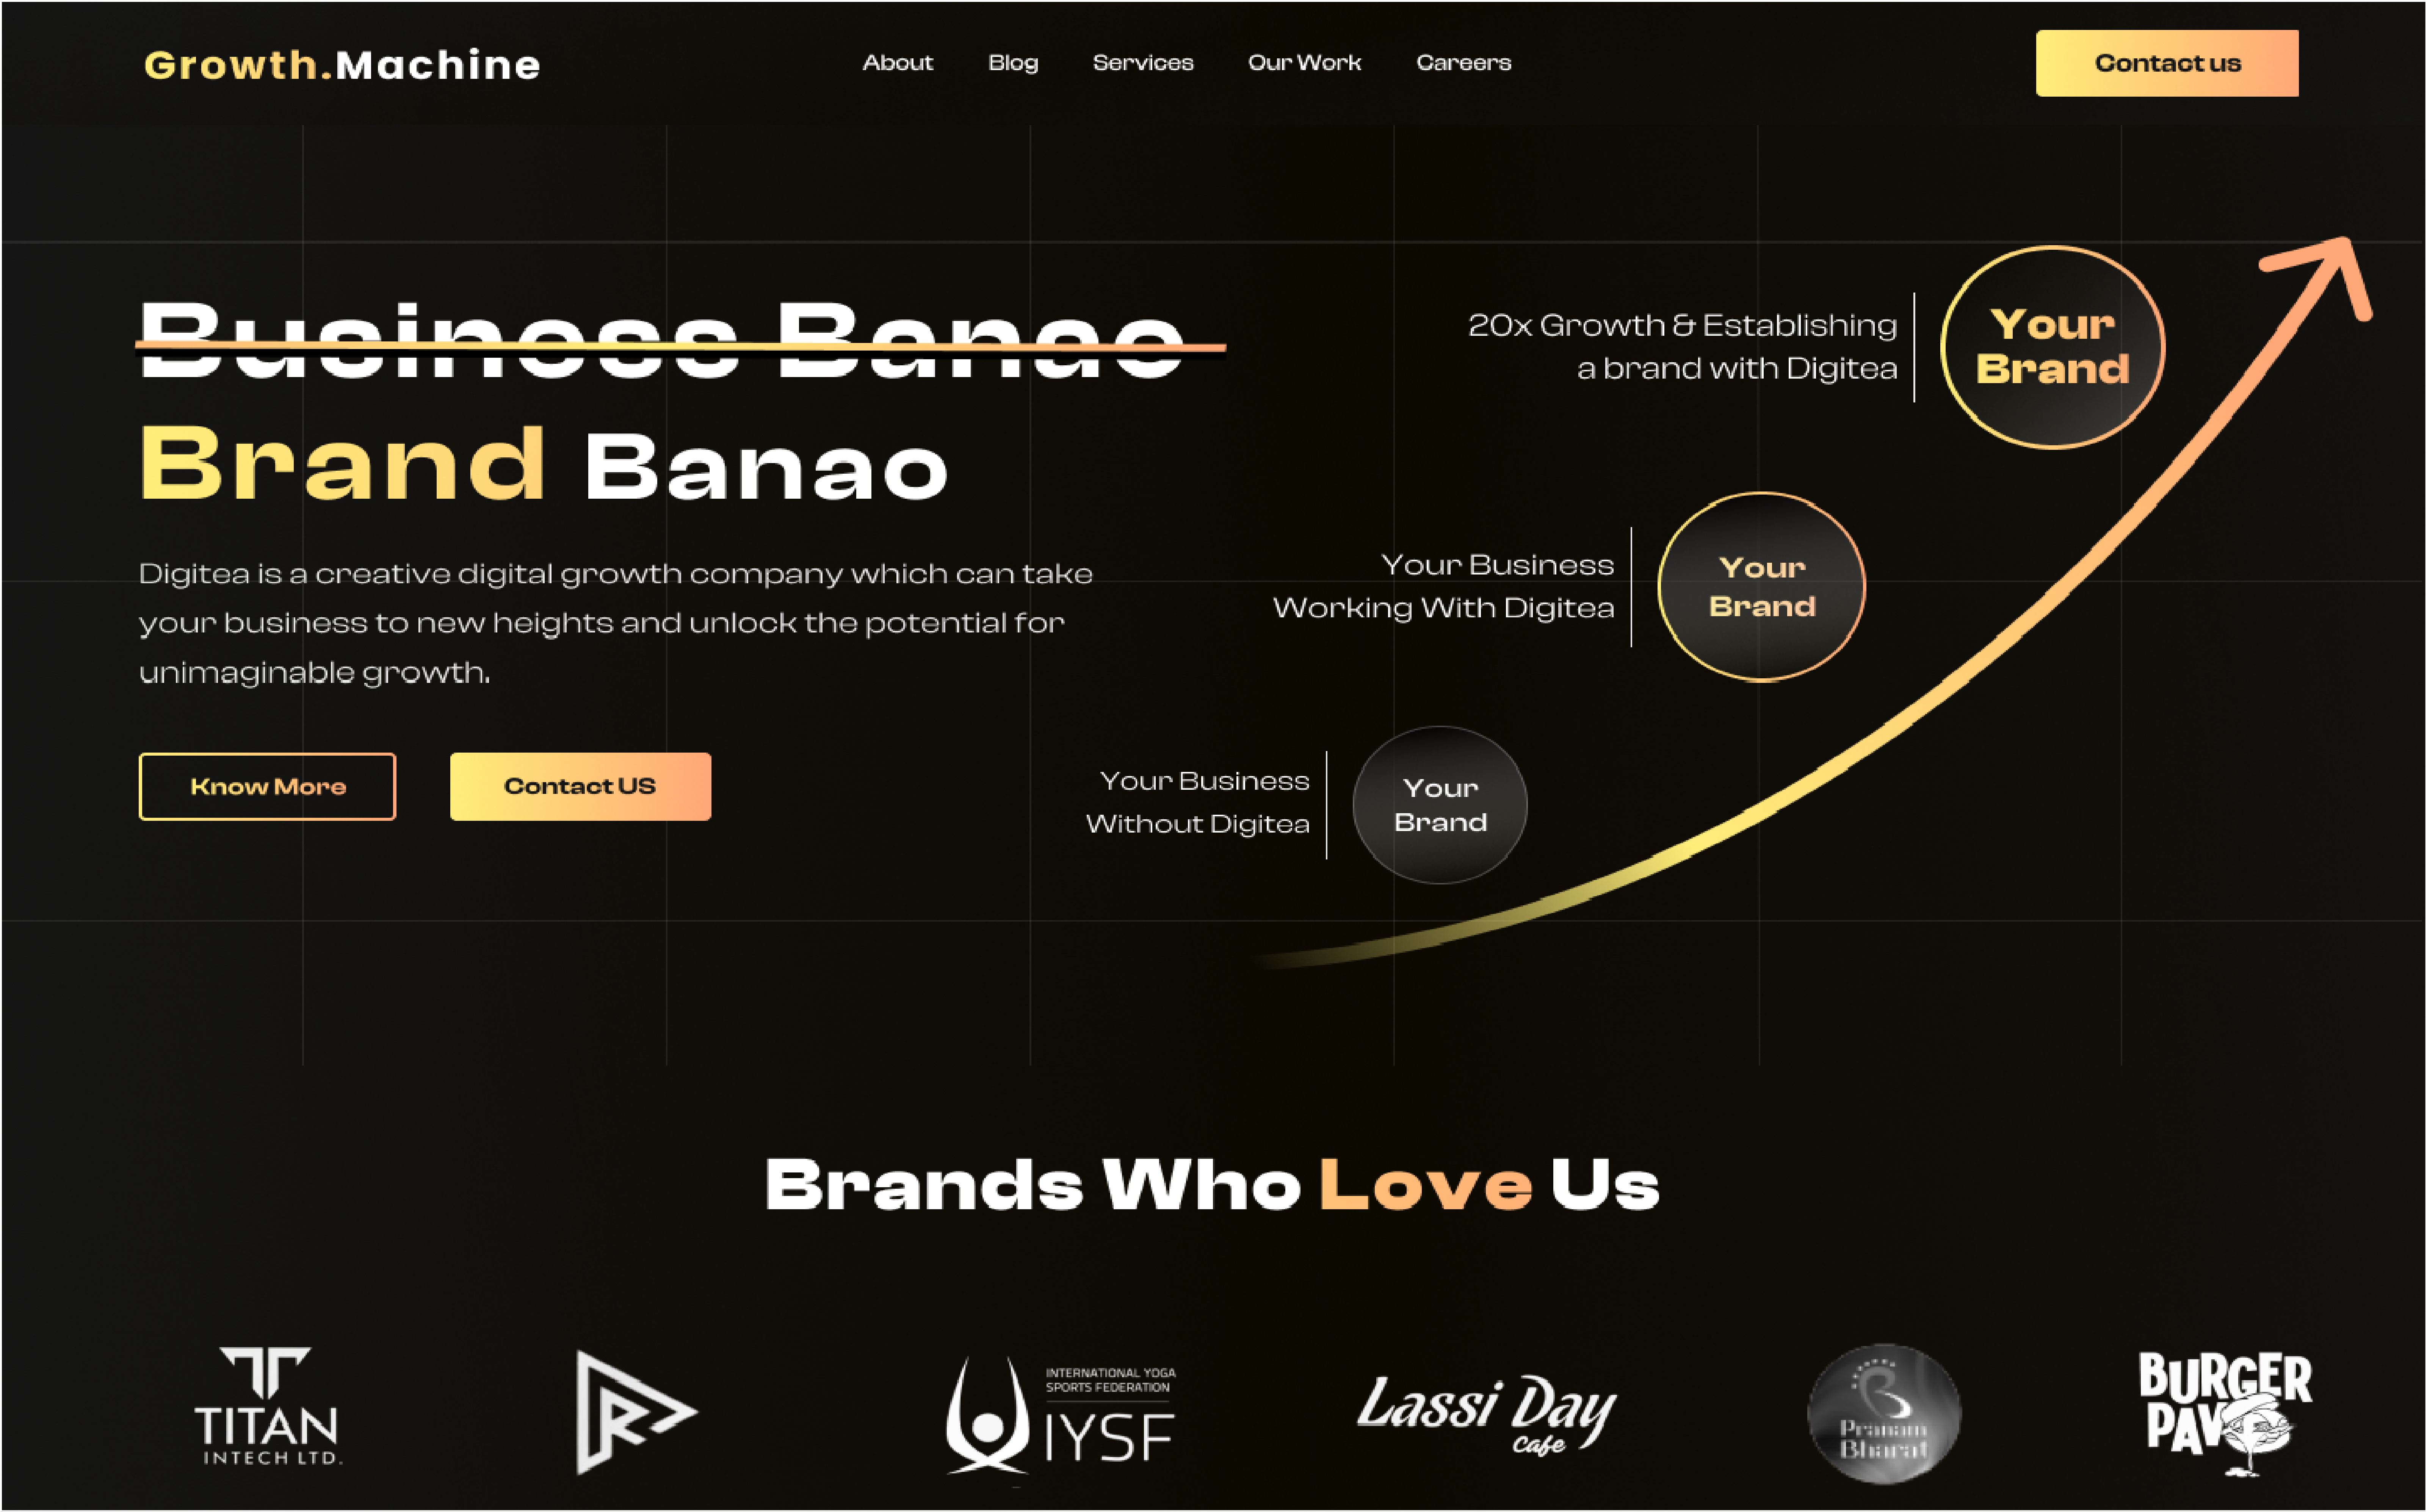 Growth.Machine
About
Blog
Services
Our Work
Careers
Contact us
Business Banao
Brand Banao
Digitea is a creative digital growth company which can take
your business to new heights and unlock the potential for
unimaginable growth.
Know More
Contact US
20x Growth & Establishing
a brand with Digitea
Your
Brand
Your Business
Working With Digitea
Your
Brand
Your Business
Without Digitea
Your
Brand
Brands Who Love Us
TITAN
INTECH LTD.
R
INTERNATIONAL YOGA
SPORTS FEDERATION
IYSF
Lassi Day
Cafe
Pranam
Bharat
BURGER
PAV